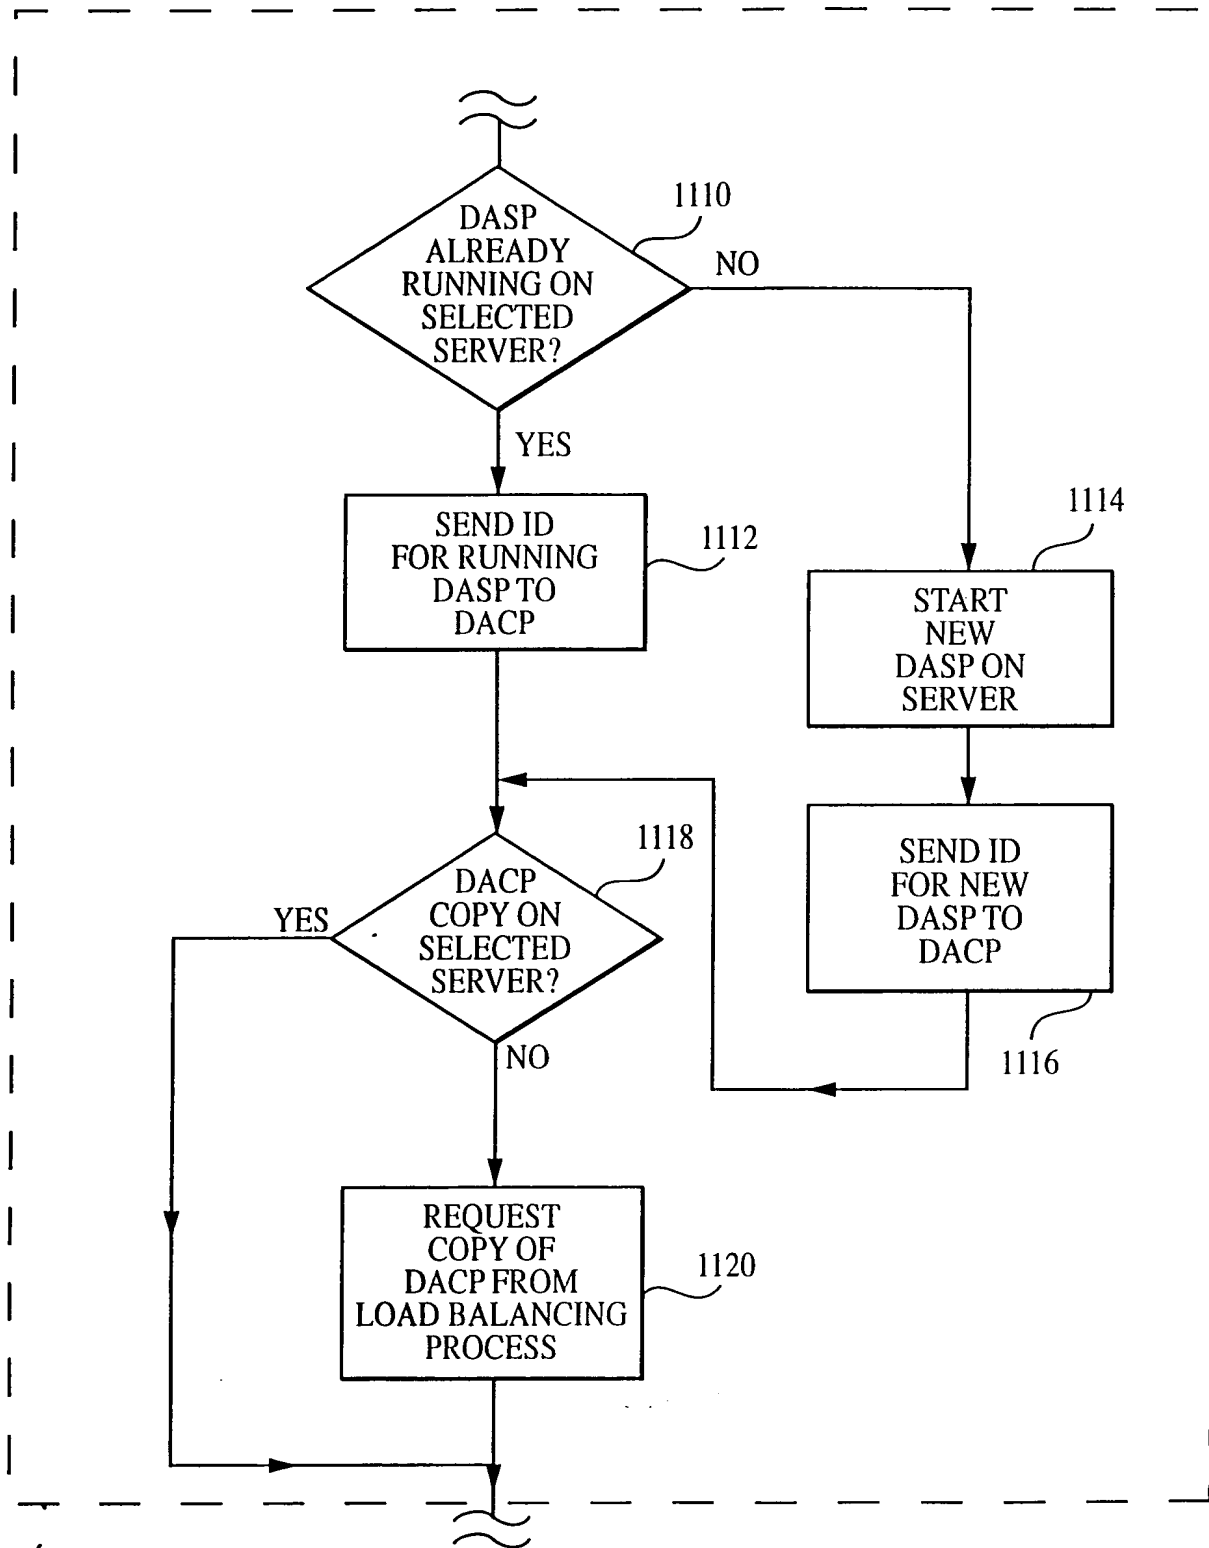 DASP
ALREADY
RUNNING ON
SELECTED
SERVER?
1110
NO
YES
SEND ID
FOR RUNNING
DASP TO
DACP
1112
1114
START
NEW
DASP ON
SERVER
SEND ID
FOR NEW
DASP TO
DACP
1116
DACP
COPY ON
SELECTED
SERVER?
1118
YES
NO
REQUEST
COPY OF
DACP FROM
LOAD BALANCING
PROCESS
1120